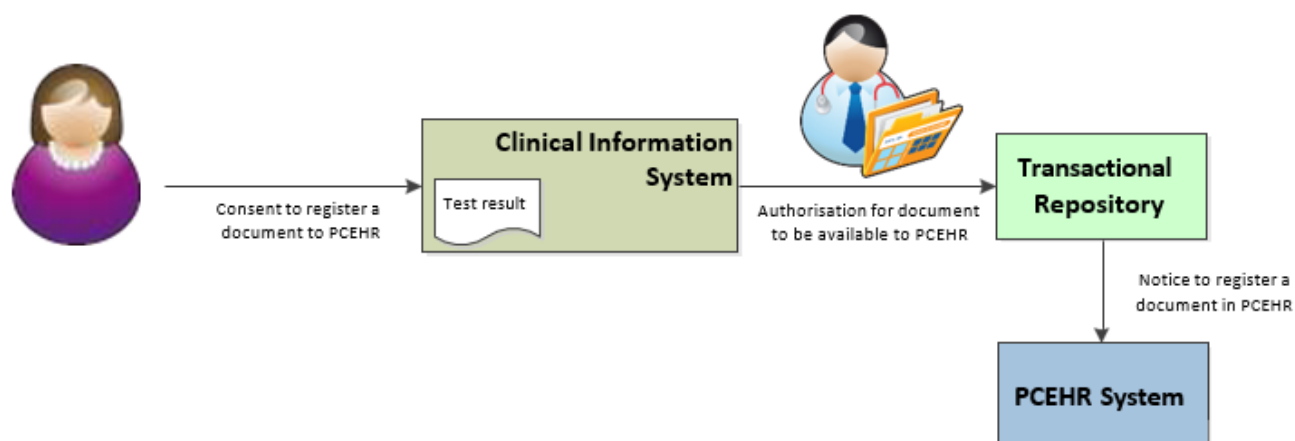 Clinical Information
System
Test result
Consent to register a
document to PCEHR
Authorisation for document
to be available to PCEHR
Transactional
Repository
Notice to register a
document in PCEHR
PCEHR System